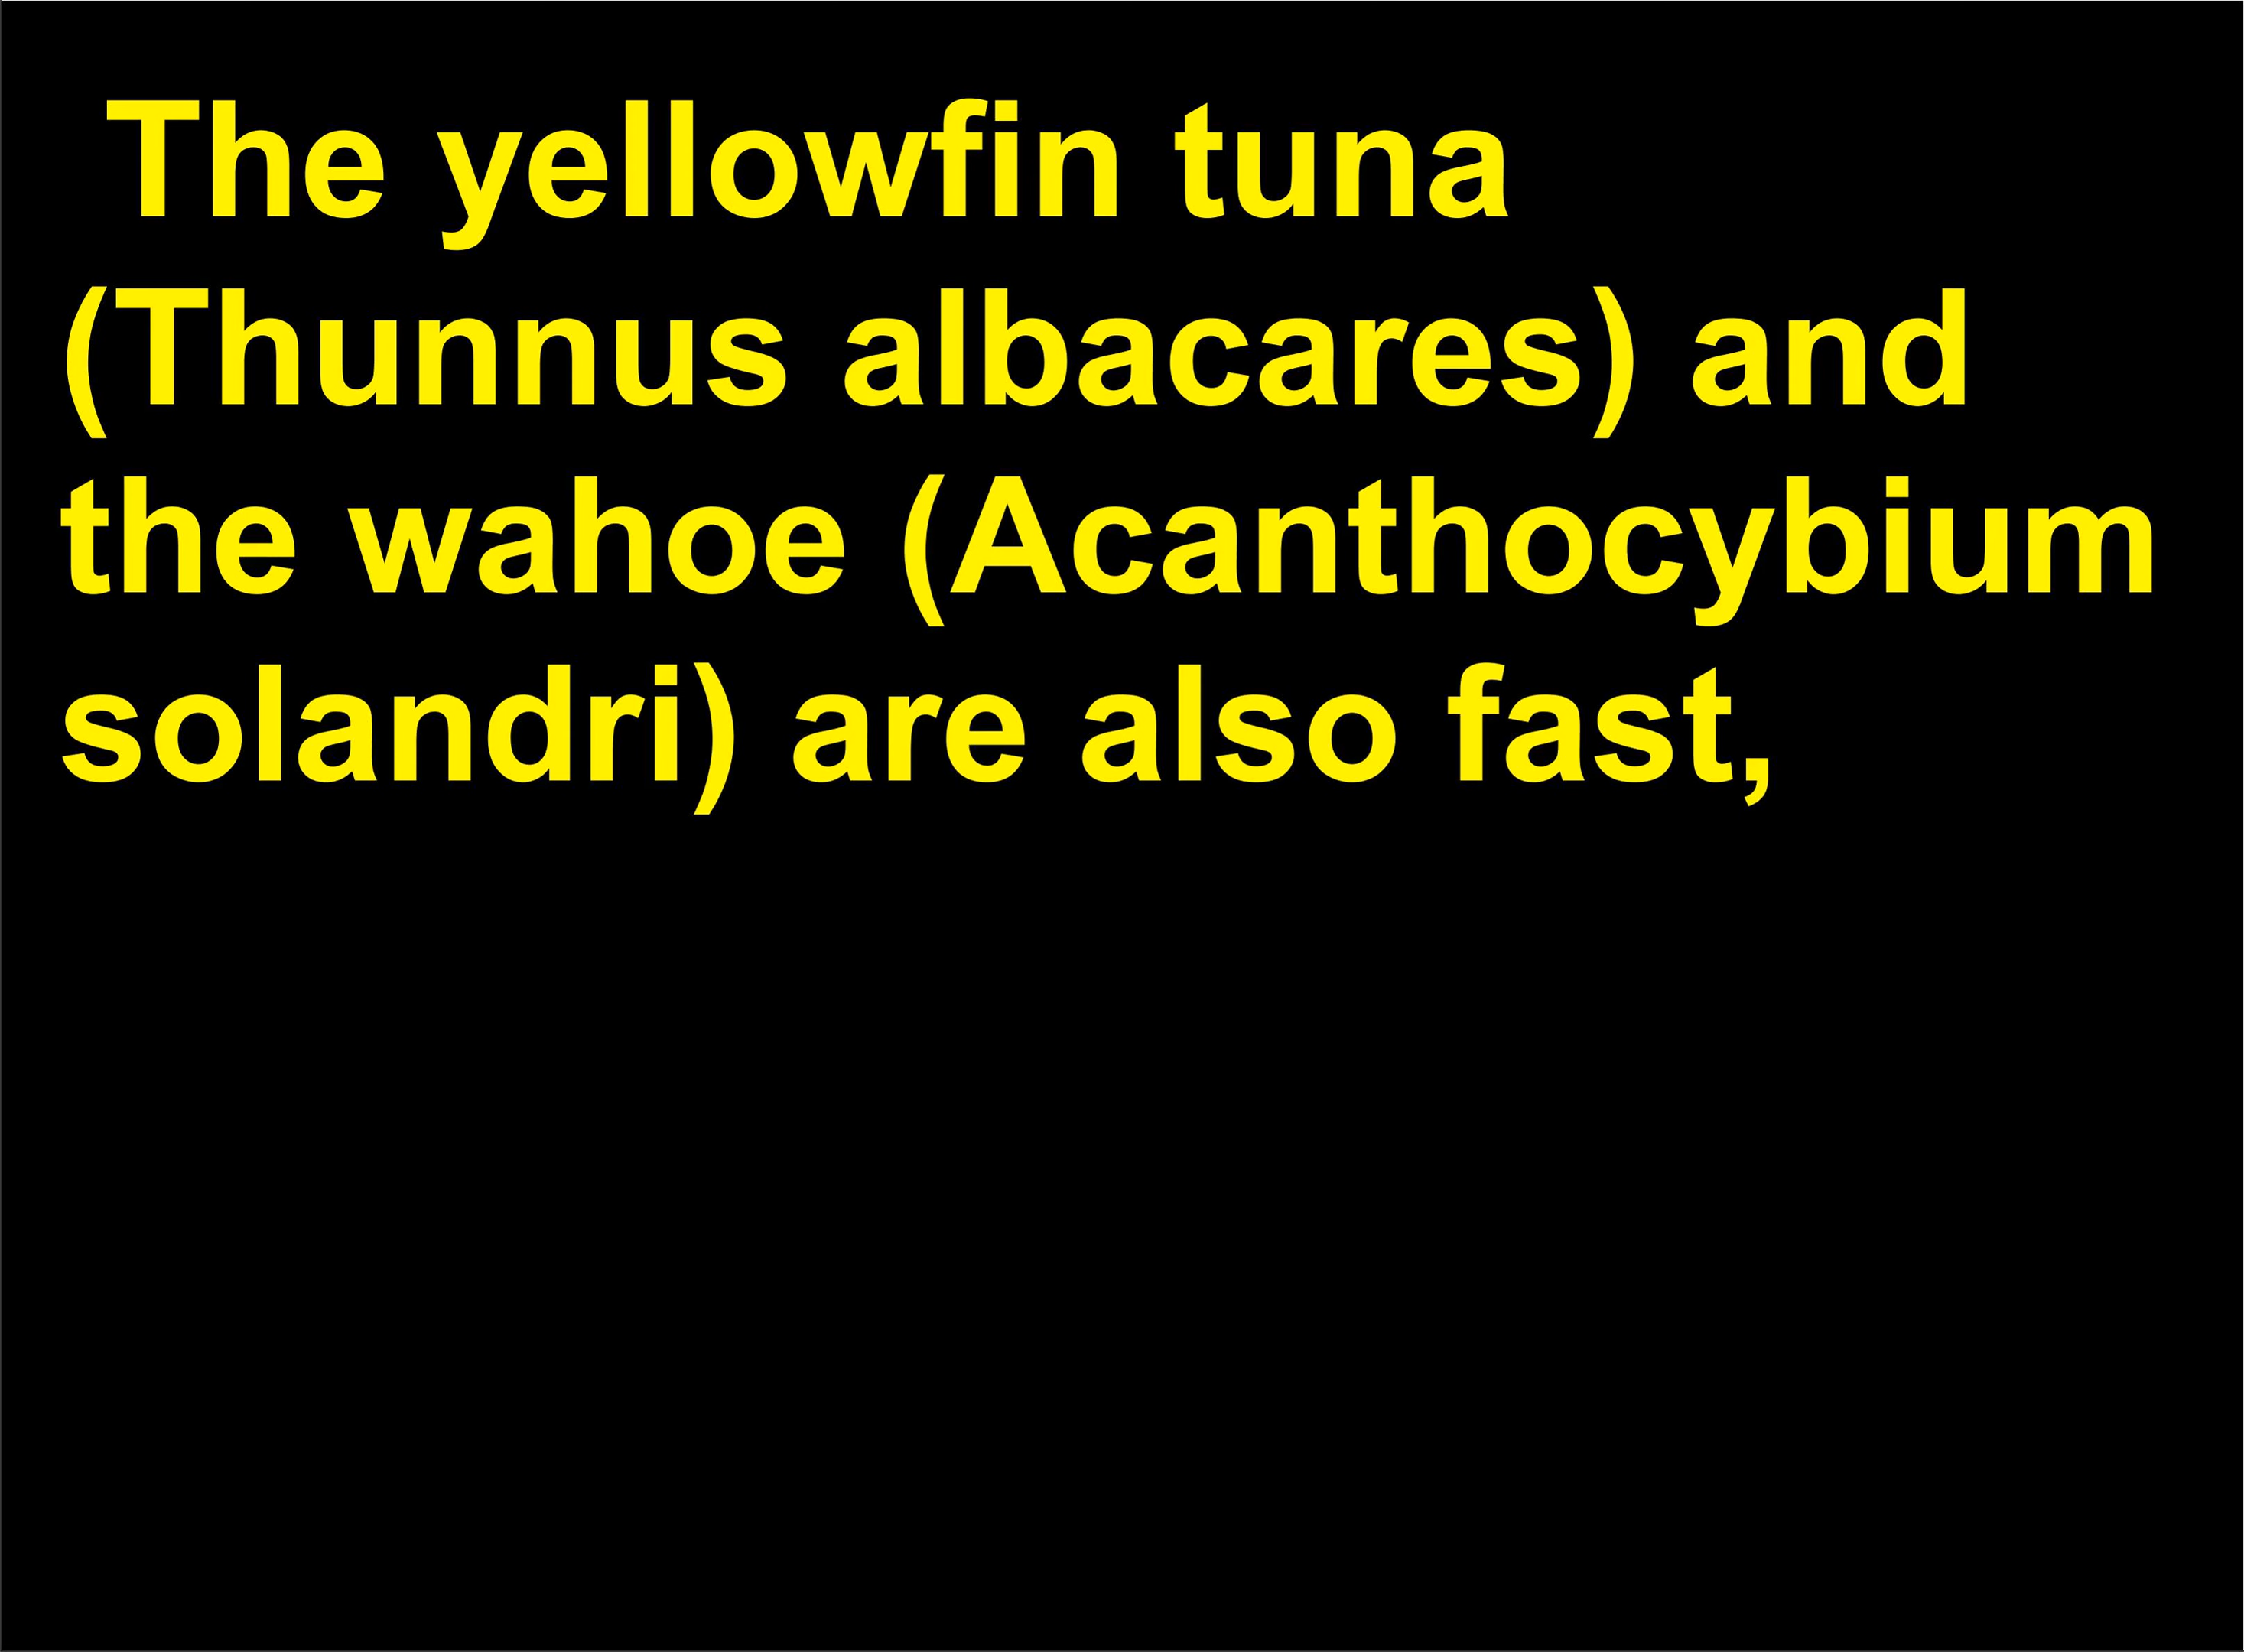 The yellowfin tuna
(Thunnus albacares) and
the wahoe (Acanthocybium
solandri) are also fast,